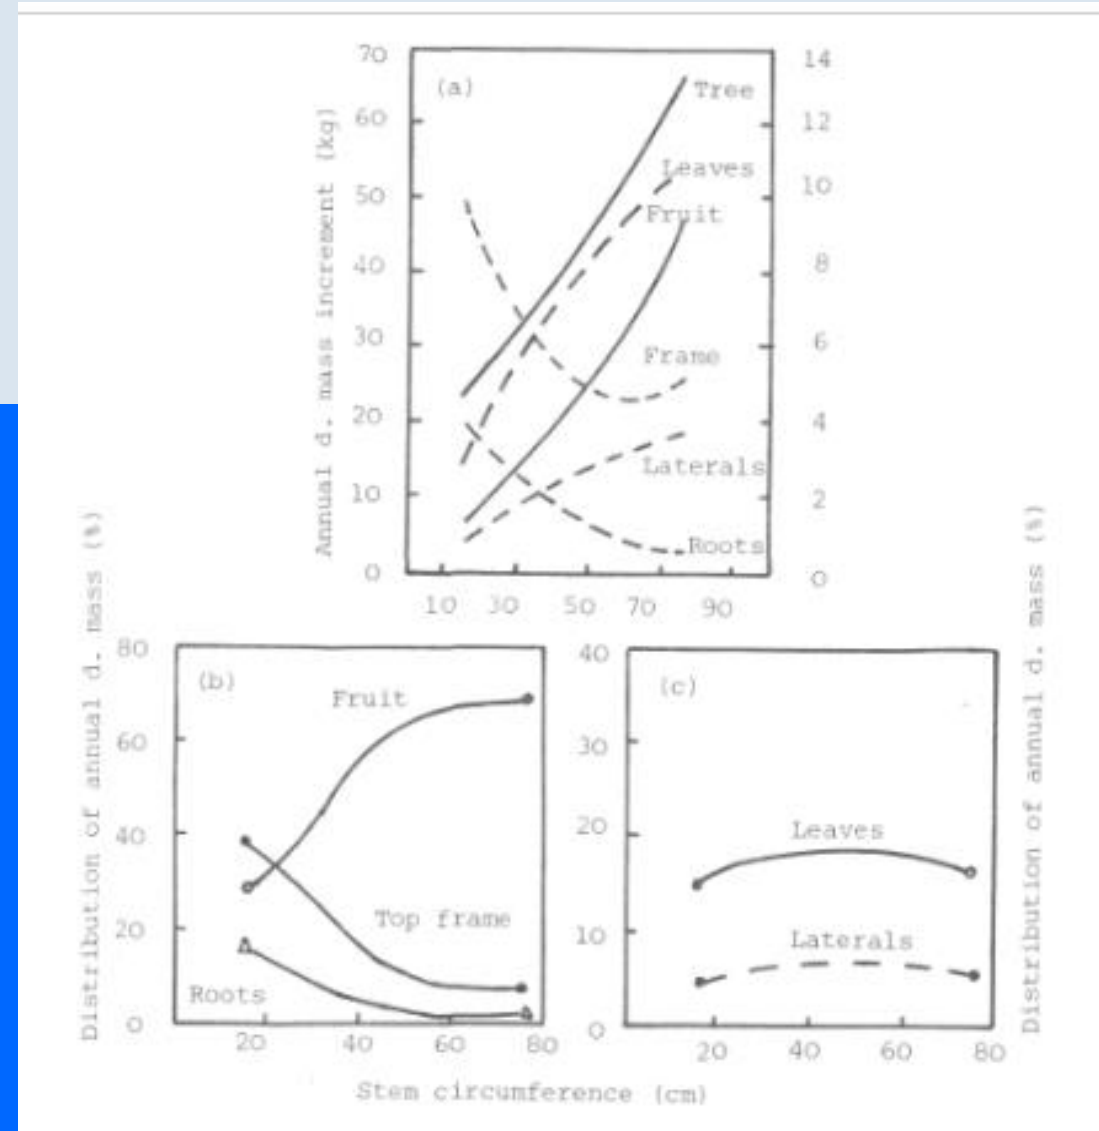 70
60
50
40
30
20
10
0
Annual d. mass increment (kg)
(a)
Tree
Leaves
Fruit
Frame
Laterals
Roots
14
12
10
8
6
4
2
0
10 30 50 70 90
Distribution of annual d. mass (%)
80
60
40
20
0
(b)
Fruit
Top frame
Roots
20 40 60 80
40
30
20
10
0
(c)
Leaves
Laterals
20 40 60 80
Distribution of annual d. mass (%)
Stem circumference (cm)